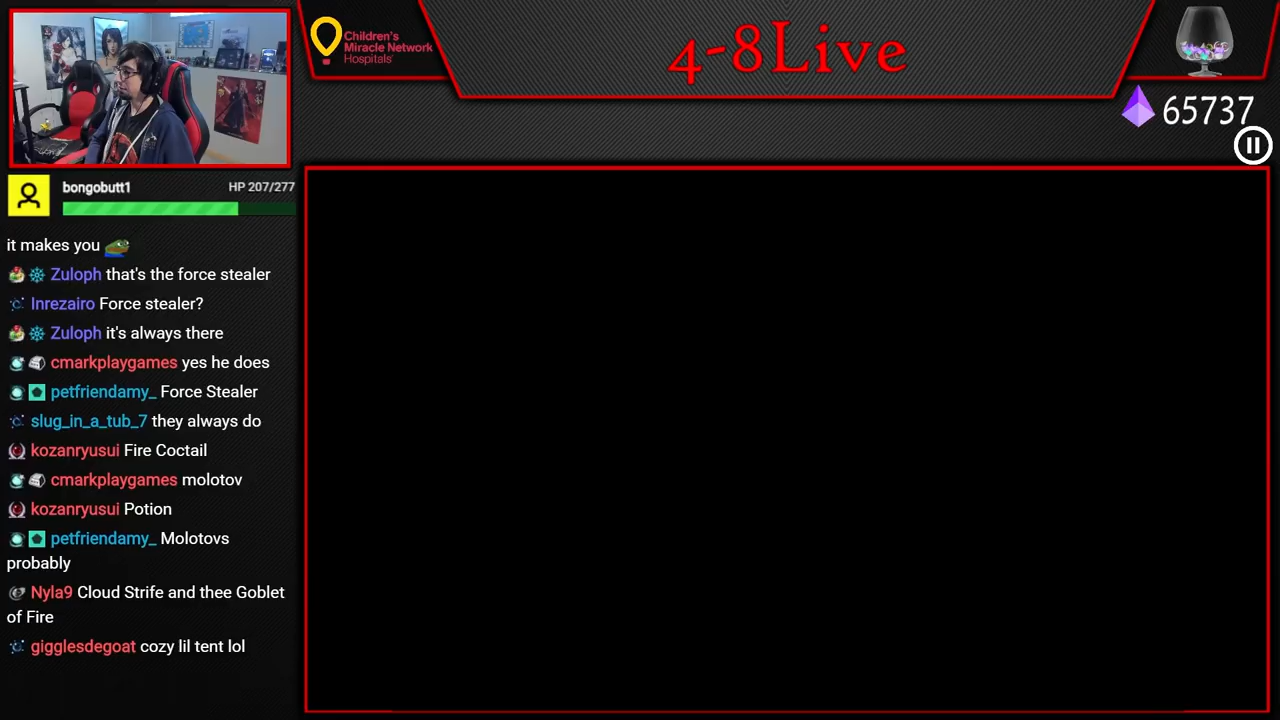 Children's
Miracle Network
Hospitals
4-8Live
65737
bongobutt1 HP 207/277
it makes you
Zuloph that's the force stealer
Inrezairo Force stealer?
Zuloph it's always there
cmarkplaygames yes he does
petfriendamy_ Force Stealer
slug_in_a_tub_7 they always do
kozanryusui Fire Coctail
cmarkplaygames molotov
kozanryusui Potion
petfriendamy_ Molotovs
probably
Nyla9 Cloud Strife and thee Goblet
of Fire
gigglesdegoat cozy lil tent lol